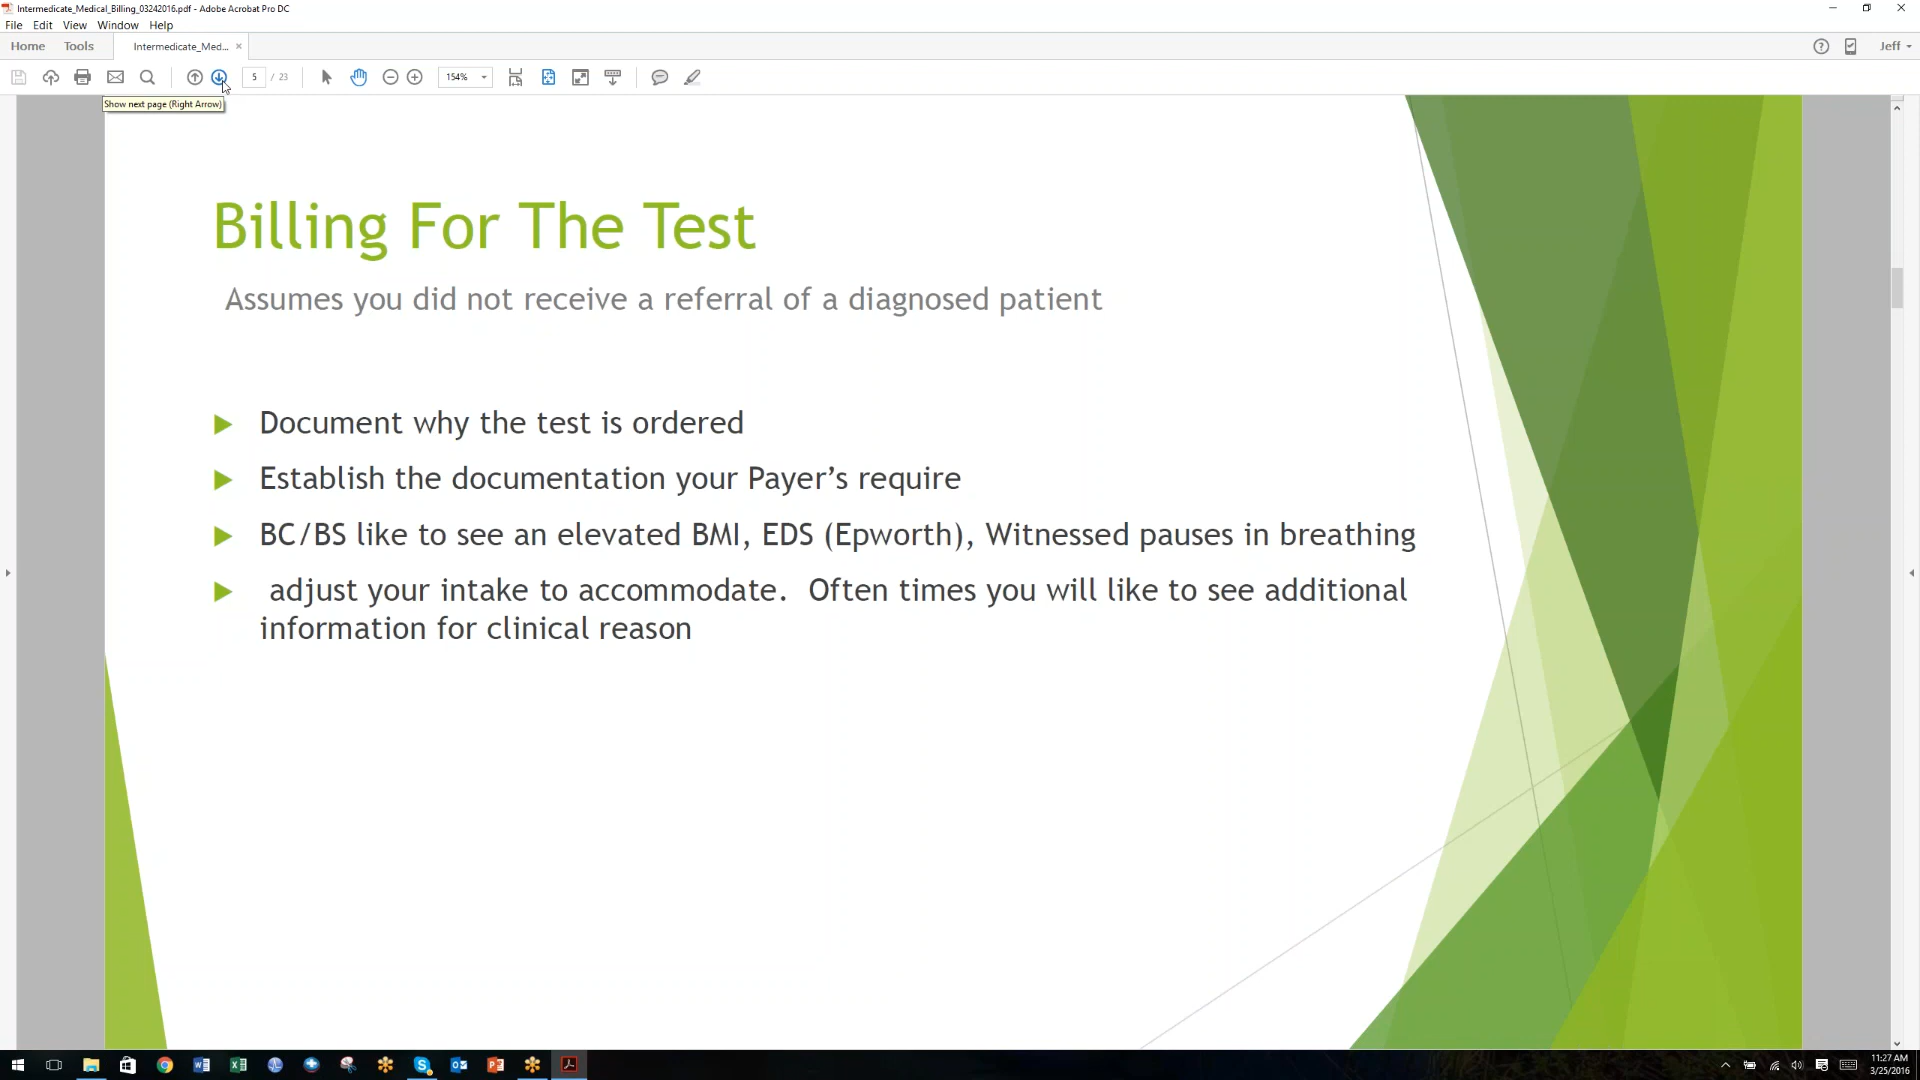 Intermedicate_Medical_Billing_03242016.pdf - Adobe Acrobat Pro DC
File Edit View Window Help
Home Tools Intermedicate_Med... × Jeff
5 / 23 154%
Show next page (Right Arrow)
Billing For The Test
Assumes you did not receive a referral of a diagnosed patient
Document why the test is ordered
Establish the documentation your Payer’s require
BC/BS like to see an elevated BMI, EDS (Epworth), Witnessed pauses in breathing
adjust your intake to accommodate. Often times you will like to see additional
information for clinical reason
11:27 AM
3/25/2016